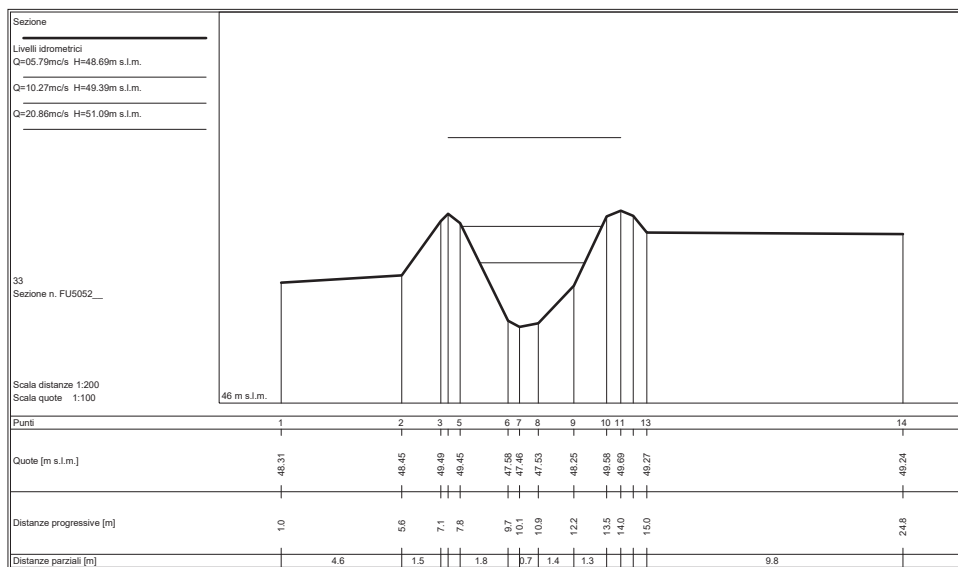 Sezione
Livelli idrometrici
Q=05.79mc/s H=48.69m s.l.m.
Q=10.27mc/s H=49.39m s.l.m.
Q=20.86mc/s H=51.09m s.l.m.
33
Sezione n. FU5052__
Scala distanze 1:200
Scala quote 1:100
46 m s.l.m.
Punti 1 2 3 5 6 7 8 9 10 11 13 14
Quote [m s.l.m.] 48.31 48.45 49.49 49.45 47.58 47.46 47.53 48.25 49.58 49.69 49.27 49.24
Distanze progressive [m] 1.0 5.6 7.1 7.8 9.7 10.1 10.9 12.2 13.5 14.0 15.0 24.8
Distanze parziali [m] 4.6 1.5 1.8 0.7 1.4 1.3 9.8